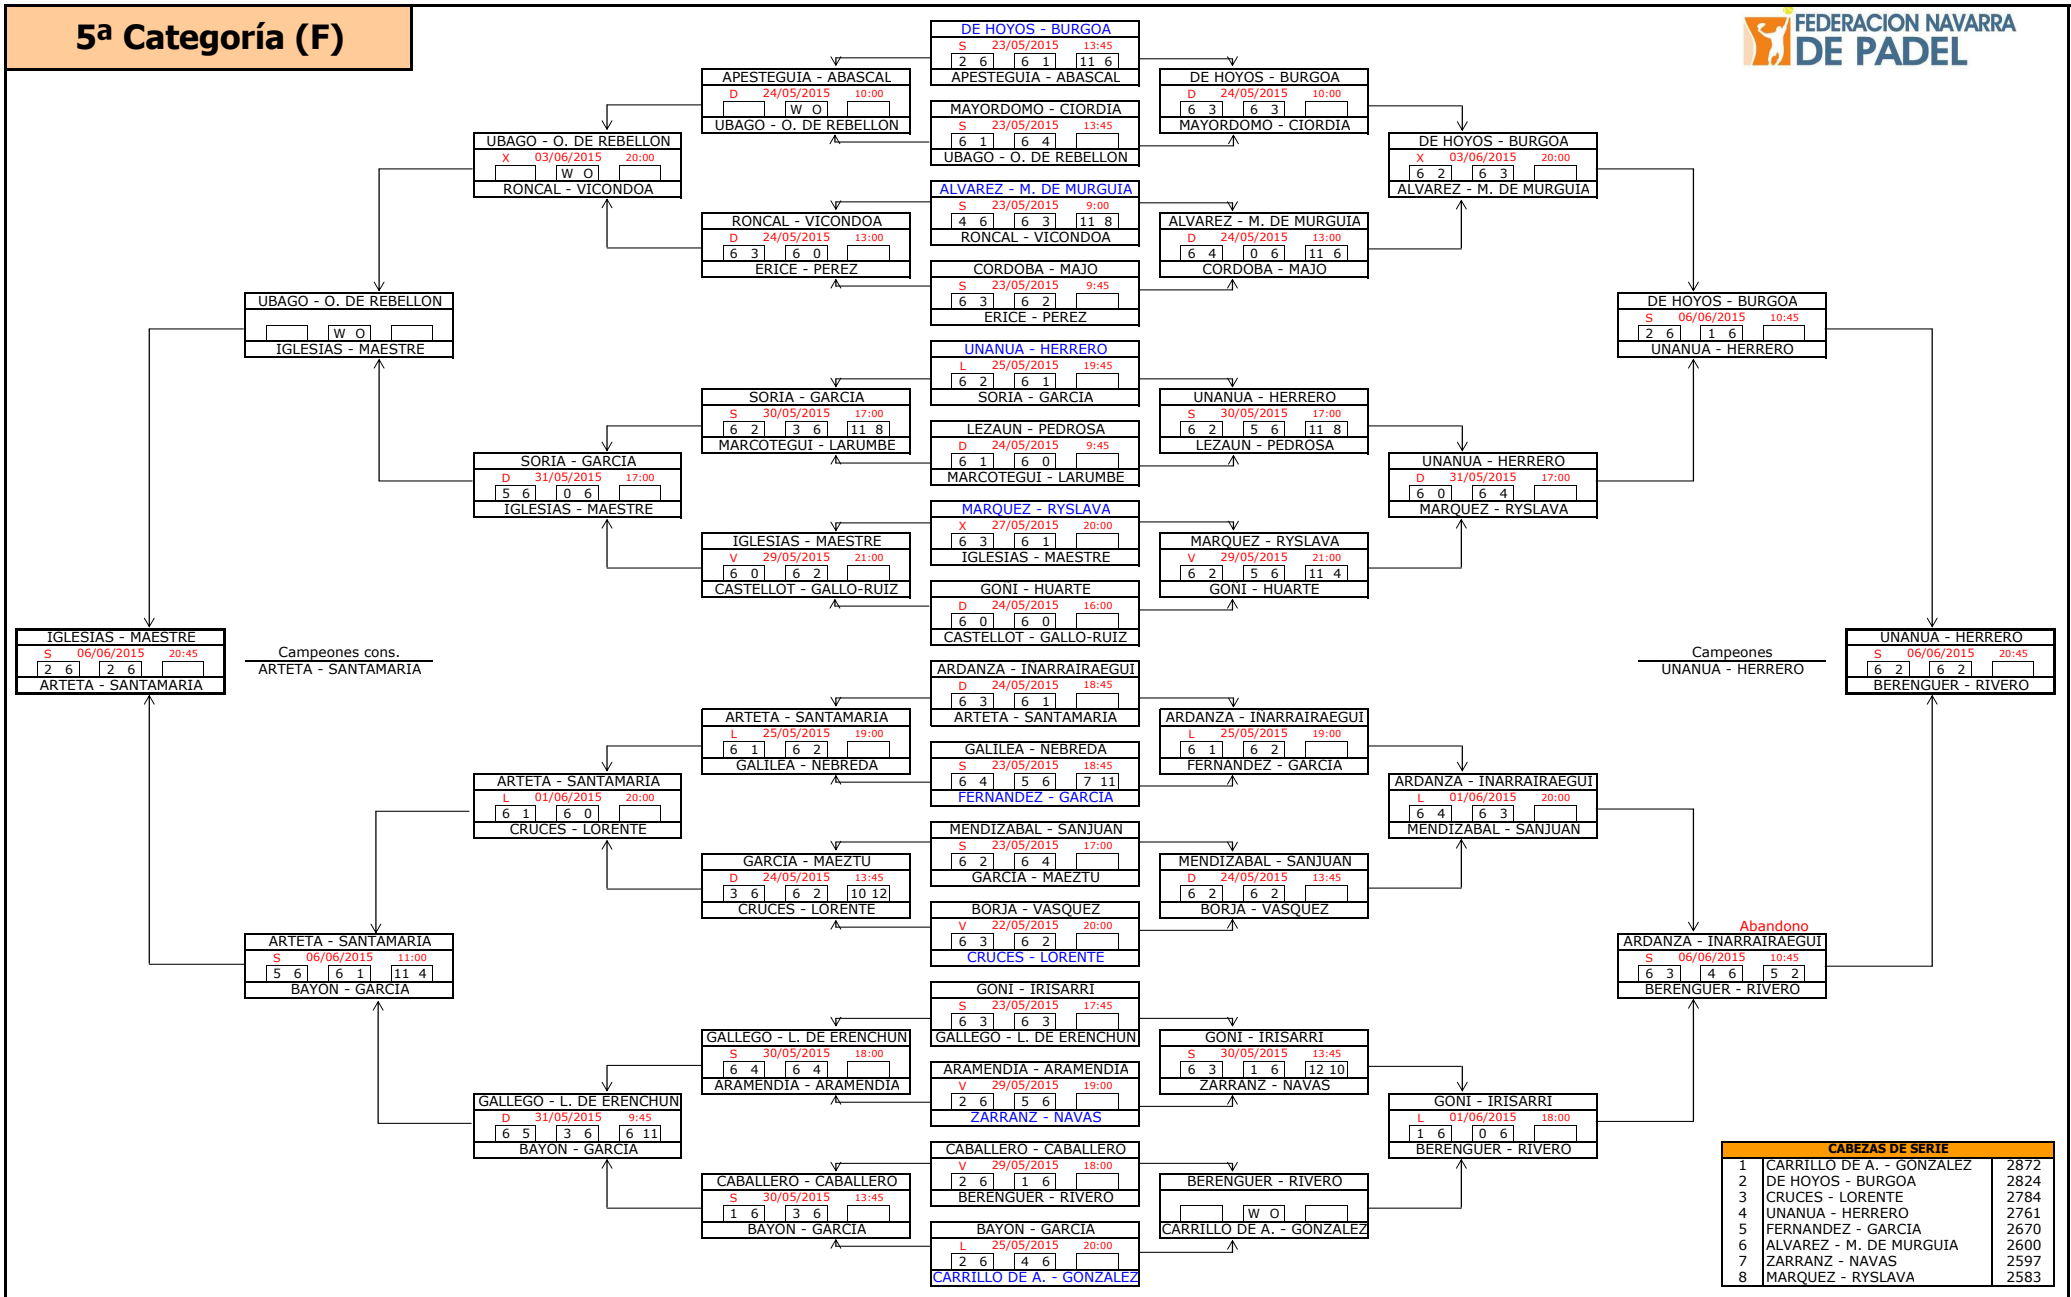 5ª Categoría (F)
FEDERACION NAVARRA
DE PADEL
DE HOYOS - BURGOA
S 23/05/2015 13:45
2 6 6 1 11 6
APESTEGUIA - ABASCAL
MAYORDOMO - CIORDIA
S 23/05/2015 13:45
6 1 6 4
UBAGO - O. DE REBELLON
ALVAREZ - M. DE MURGUIA
S 23/05/2015 9:00
4 6 6 3 11 8
RONCAL - VICONDOA
CORDOBA - MAJO
S 23/05/2015 9:45
6 3 6 2
ERICE - PEREZ
UNANUA - HERRERO
L 25/05/2015 19:45
6 2 6 1
SORIA - GARCIA
LEZAUN - PEDROSA
D 24/05/2015 9:45
6 1 6 0
MARCOTEGUI - LARUMBE
MARQUEZ - RYSLAVA
X 27/05/2015 20:00
6 3 6 1
IGLESIAS - MAESTRE
GOÑI - HUARTE
D 24/05/2015 16:00
6 0 6 0
CASTELLOT - GALLO-RUIZ
ARDANZA - IÑARRAIRAEGUI
D 24/05/2015 18:45
6 3 6 1
ARTETA - SANTAMARIA
GALILEA - NEBREDA
S 23/05/2015 18:45
6 4 5 6 7 11
FERNANDEZ - GARCIA
MENDIZABAL - SANJUAN
S 23/05/2015 17:00
6 2 6 4
GARCIA - MAEZTU
BORJA - VASQUEZ
V 22/05/2015 20:00
6 3 6 2
CRUCES - LORENTE
GOÑI - IRISARRI
S 23/05/2015 17:45
6 3 6 3
GALLEGO - L. DE ERENCHUN
ARAMENDIA - ARAMENDIA
V 29/05/2015 19:00
2 6 5 6
ZARRANZ - NAVAS
CABALLERO - CABALLERO
V 29/05/2015 18:00
2 6 1 6
BERENGUER - RIVERO
BAYON - GARCIA
L 25/05/2015 20:00
2 6 4 6
CARRILLO DE A. - GONZALEZ
APESTEGUIA - ABASCAL
D 24/05/2015 10:00
W O
UBAGO - O. DE REBELLON
RONCAL - VICONDOA
D 24/05/2015 13:00
6 3 6 0
ERICE - PEREZ
SORIA - GARCIA
S 30/05/2015 17:00
6 2 3 6 11 8
MARCOTEGUI - LARUMBE
IGLESIAS - MAESTRE
V 29/05/2015 21:00
6 0 6 2
CASTELLOT - GALLO-RUIZ
ARTETA - SANTAMARIA
L 25/05/2015 19:00
6 1 6 2
GALILEA - NEBREDA
GARCIA - MAEZTU
D 24/05/2015 13:45
3 6 6 2 10 12
CRUCES - LORENTE
GALLEGO - L. DE ERENCHUN
S 30/05/2015 18:00
6 4 6 4
ARAMENDIA - ARAMENDIA
CABALLERO - CABALLERO
S 30/05/2015 13:45
1 6 3 6
BAYON - GARCIA
UBAGO - O. DE REBELLON
X 03/06/2015 20:00
W O
RONCAL - VICONDOA
SORIA - GARCIA
D 31/05/2015 17:00
5 6 0 6
IGLESIAS - MAESTRE
ARTETA - SANTAMARIA
L 01/06/2015 20:00
6 1 6 0
CRUCES - LORENTE
GALLEGO - L. DE ERENCHUN
D 31/05/2015 9:45
6 5 3 6 6 11
BAYON - GARCIA
UBAGO - O. DE REBELLON
W O
IGLESIAS - MAESTRE
ARTETA - SANTAMARIA
S 06/06/2015 11:00
5 6 6 1 11 4
BAYON - GARCIA
IGLESIAS - MAESTRE
S 06/06/2015 20:45
2 6 2 6
ARTETA - SANTAMARIA
Campeones cons.
ARTETA - SANTAMARIA
DE HOYOS - BURGOA
D 24/05/2015 10:00
6 3 6 3
MAYORDOMO - CIORDIA
ALVAREZ - M. DE MURGUIA
D 24/05/2015 13:00
6 4 0 6 11 6
CORDOBA - MAJO
UNANUA - HERRERO
S 30/05/2015 17:00
6 2 5 6 11 8
LEZAUN - PEDROSA
MARQUEZ - RYSLAVA
V 29/05/2015 21:00
6 2 5 6 11 4
GOÑI - HUARTE
ARDANZA - IÑARRAIRAEGUI
L 25/05/2015 19:00
6 1 6 2
FERNANDEZ - GARCIA
MENDIZABAL - SANJUAN
D 24/05/2015 13:45
6 2 6 2
BORJA - VASQUEZ
GOÑI - IRISARRI
S 30/05/2015 13:45
6 3 1 6 12 10
ZARRANZ - NAVAS
BERENGUER - RIVERO
W O
CARRILLO DE A. - GONZALEZ
DE HOYOS - BURGOA
X 03/06/2015 20:00
6 2 6 3
ALVAREZ - M. DE MURGUIA
UNANUA - HERRERO
D 31/05/2015 17:00
6 0 6 4
MARQUEZ - RYSLAVA
ARDANZA - IÑARRAIRAEGUI
L 01/06/2015 20:00
6 4 6 3
MENDIZABAL - SANJUAN
GOÑI - IRISARRI
L 01/06/2015 18:00
1 6 0 6
BERENGUER - RIVERO
DE HOYOS - BURGOA
S 06/06/2015 10:45
2 6 1 6
UNANUA - HERRERO
Abandono
ARDANZA - IÑARRAIRAEGUI
S 06/06/2015 10:45
6 3 4 6 5 2
BERENGUER - RIVERO
Campeones
UNANUA - HERRERO
UNANUA - HERRERO
S 06/06/2015 20:45
6 2 6 2
BERENGUER - RIVERO
CABEZAS DE SERIE
1 CARRILLO DE A. - GONZALEZ 2872
2 DE HOYOS - BURGOA 2824
3 CRUCES - LORENTE 2784
4 UNANUA - HERRERO 2761
5 FERNANDEZ - GARCIA 2670
6 ALVAREZ - M. DE MURGUIA 2600
7 ZARRANZ - NAVAS 2597
8 MARQUEZ - RYSLAVA 2583